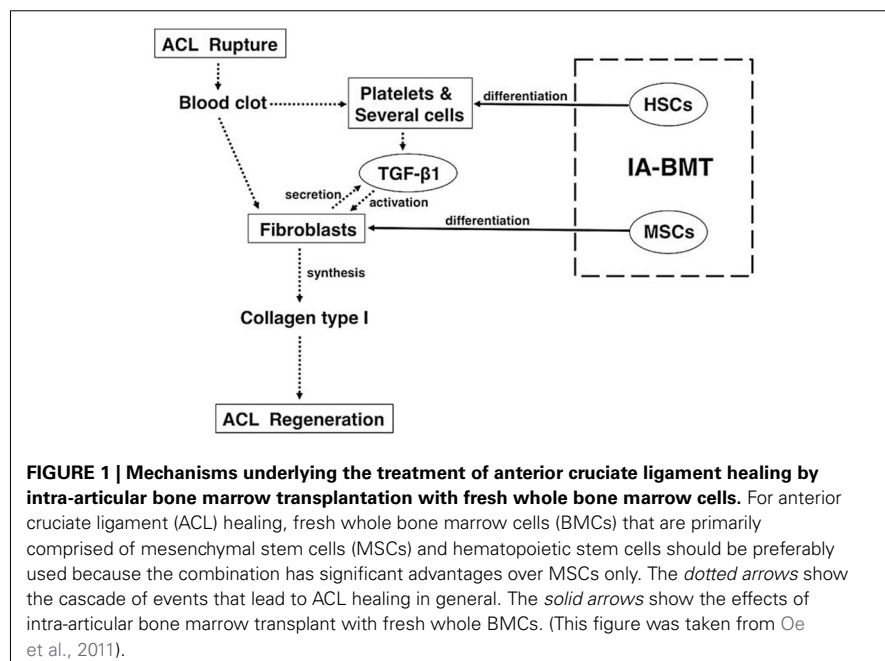 ACL Rupture
Blood clot
Platelets &
Several cells
differentiation
HSCs
IA-BMT
TGF-β1
secretion
activation
Fibroblasts
differentiation
MSCs
synthesis
Collagen type I
ACL Regeneration
FIGURE 1 | Mechanisms underlying the treatment of anterior cruciate ligament healing by
intra-articular bone marrow transplantation with fresh whole bone marrow cells. For anterior
cruciate ligament (ACL) healing, fresh whole bone marrow cells (BMCs) that are primarily
comprised of mesenchymal stem cells (MSCs) and hematopoietic stem cells should be preferably
used because the combination has significant advantages over MSCs only. The dotted arrows show
the cascade of events that lead to ACL healing in general. The solid arrows show the effects of
intra-articular bone marrow transplant with fresh whole BMCs. (This figure was taken from Oe
et al., 2011).